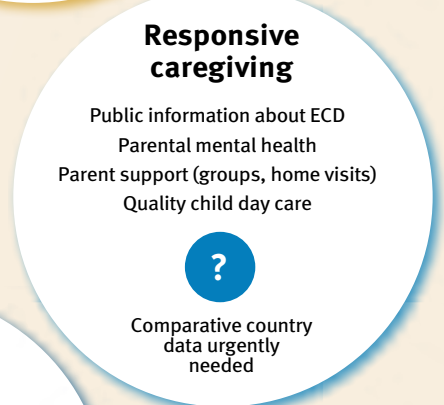 Responsive
caregiving
Public information about ECD
Parental mental health
Parent support (groups, home visits)
Quality child day care
?
Comparative country
data urgently
needed